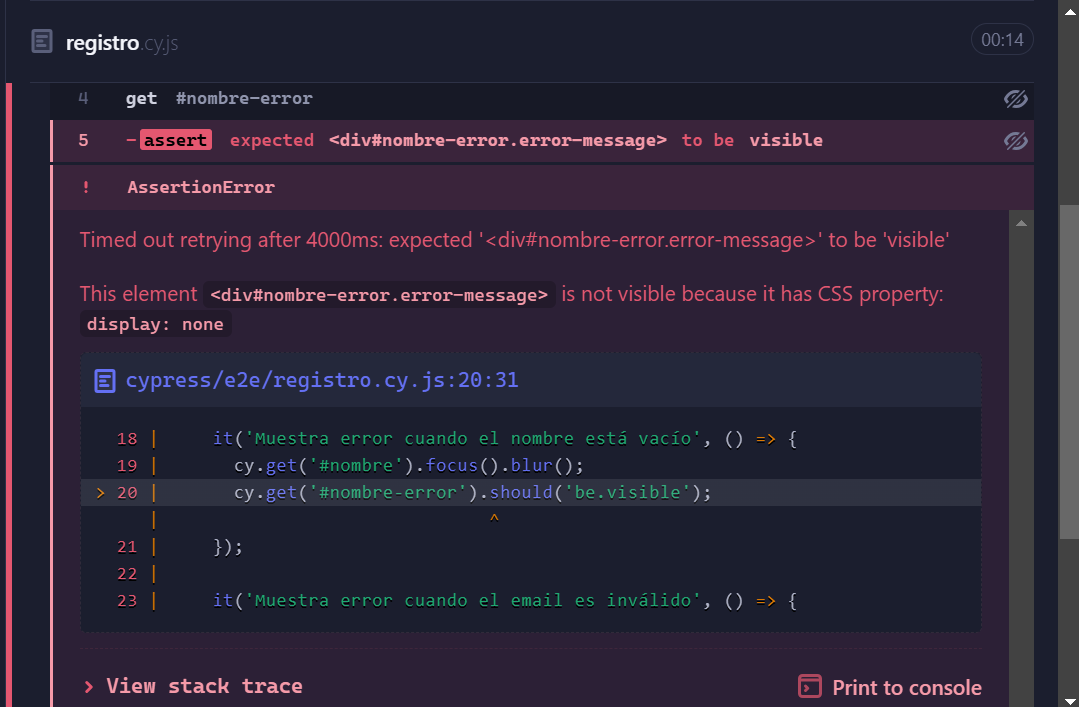 registro.cy.js 00:14
4 get #nombre-error
5 -assert expected <div#nombre-error.error-message> to be visible
! AssertionError
Timed out retrying after 4000ms: expected '<div#nombre-error.error-message>' to be 'visible'
This element <div#nombre-error.error-message> is not visible because it has CSS property:
display: none
cypress/e2e/registro.cy.js:20:31
18 | it('Muestra error cuando el nombre está vacío', () => {
19 | cy.get('#nombre').focus().blur();
> 20 | cy.get('#nombre-error').should('be.visible');
| ^
21 | });
22 |
23 | it('Muestra error cuando el email es inválido', () => {
> View stack trace Print to console